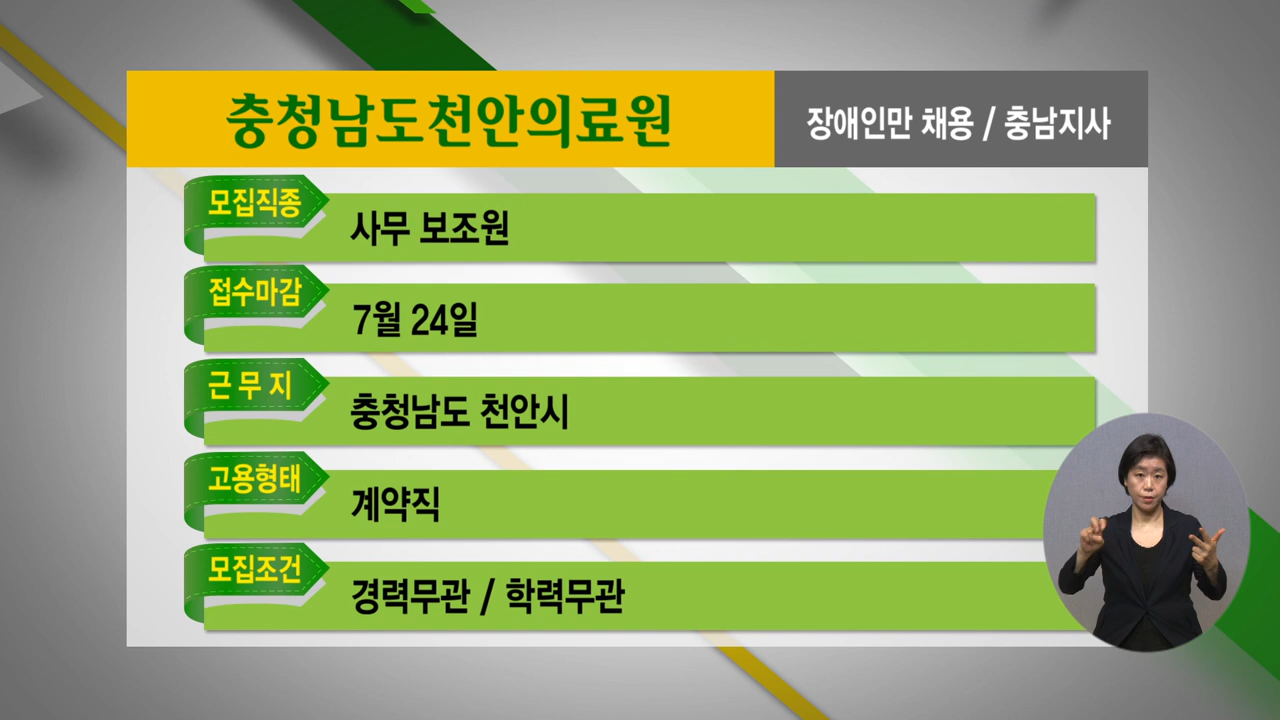 충청남도천안의료원
장애인만 채용 / 충남지사
모집직종
사무 보조원
접수마감
7월 24일
근 무 지
충청남도 천안시
고용형태
계약직
모집조건
경력무관 / 학력무관